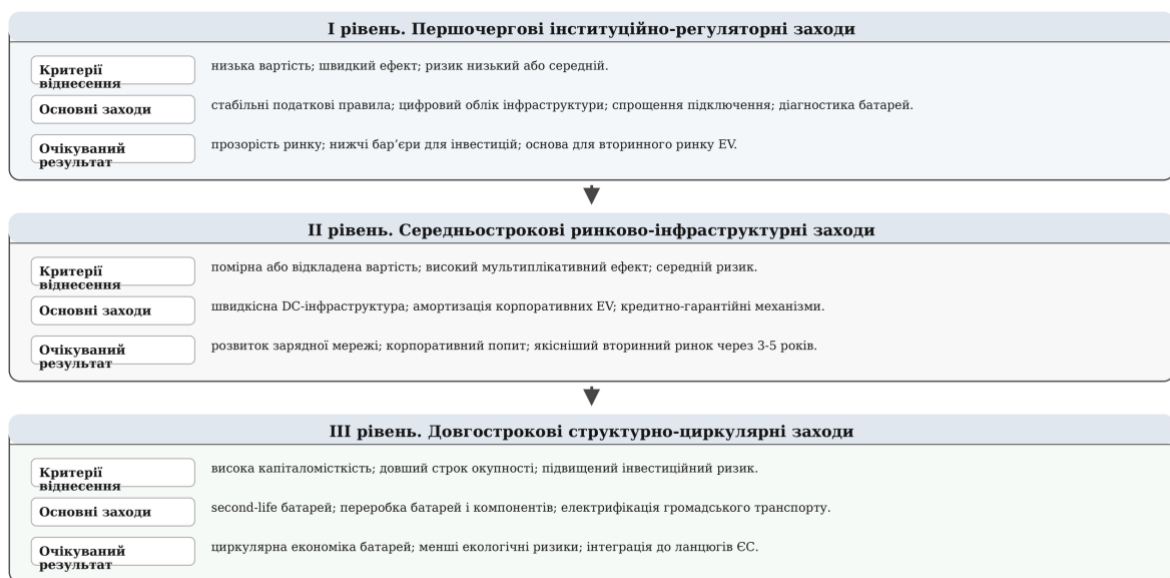 I рівень. Першочергові інституційно-регуляторні заходи
Критерії
віднесення
низька вартість; швидкий ефект; ризик низький або середній.
Основні заходи
стабільні податкові правила; цифровий облік інфраструктури; спрощення підключення; діагностика батарей.
Очікуваний
результат
прозорість ринку; нижчі бар’єри для інвестицій; основа для вторинного ринку EV.
II рівень. Середньострокові ринково-інфраструктурні заходи
Критерії
віднесення
помірна або відкладена вартість; високий мультиплікативний ефект; середній ризик.
Основні заходи
швидкісна DC-інфраструктура; амортизація корпоративних EV; кредитно-гарантійні механізми.
Очікуваний
результат
розвиток зарядної мережі; корпоративний попит; якісніший вторинний ринок через 3-5 років.
III рівень. Довгострокові структурно-циркулярні заходи
Критерії
віднесення
висока капіталомісткість; довший строк окупності; підвищений інвестиційний ризик.
Основні заходи
second-life батарей; переробка батарей і компонентів; електрифікація громадського транспорту.
Очікуваний
результат
циркулярна економіка батарей; менші екологічні ризики; інтеграція до ланцюгів ЄС.